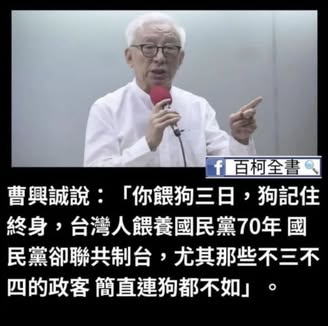 f 百柯全書
曹興誠說：「你餵狗三日，狗記住
終身，台灣人餵養國民黨70年 國
民黨卻聯共制台，尤其那些不三不
四的政客 簡直連狗都不如」。